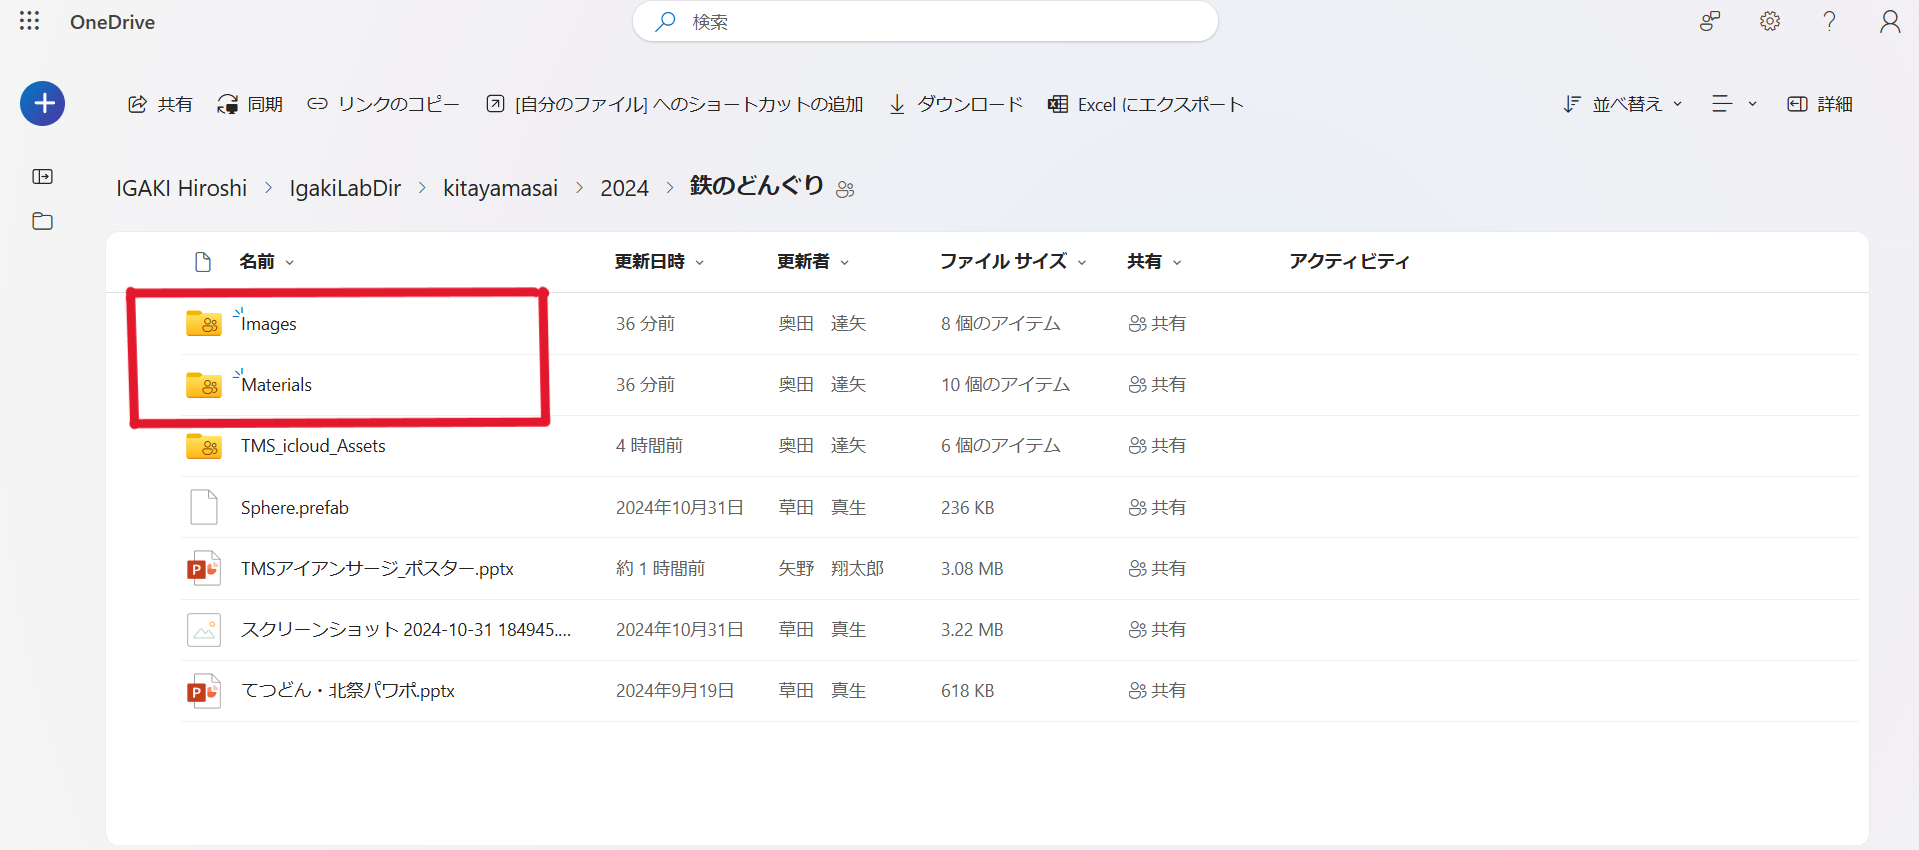 OneDrive
検索
共有 同期 リンクのコピー [自分のファイル] へのショートカットの追加 ダウンロード Excel にエクスポート 並べ替え 詳細
IGAKI Hiroshi > IgakiLabDir > kitayamasai > 2024 > 鉄のどんぐり
名前 更新日時 更新者 ファイル サイズ 共有 アクティビティ
Images 36 分前 奥田 達矢 8 個のアイテム 共有
Materials 36 分前 奥田 達矢 10 個のアイテム 共有
TMS_icloud_Assets 4 時間前 奥田 達矢 6 個のアイテム 共有
Sphere.prefab 2024年10月31日 草田 真生 236 KB 共有
TMSアイアンサージ_ポスター.pptx 約 1 時間前 矢野 翔太郎 3.08 MB 共有
スクリーンショット 2024-10-31 184945.... 2024年10月31日 草田 真生 3.22 MB 共有
てつどん・北祭パワポ.pptx 2024年9月19日 草田 真生 618 KB 共有